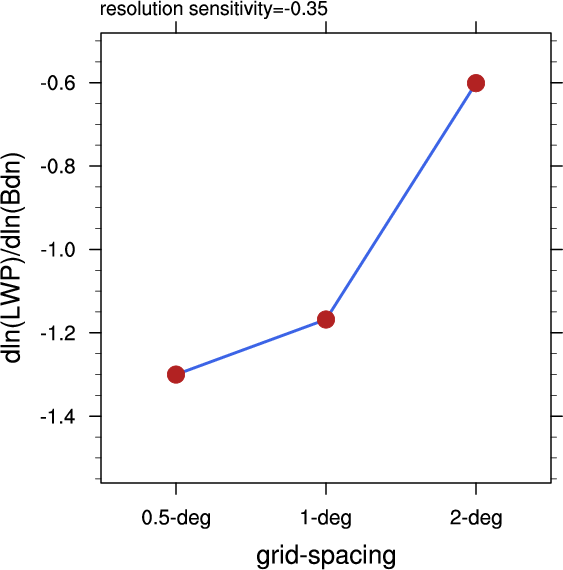 resolution sensitivity=-0.35
-0.6
-0.8
-1.0
-1.2
-1.4
dln(LWP)/dln(Bdn)
0.5-deg 1-deg 2-deg
grid-spacing